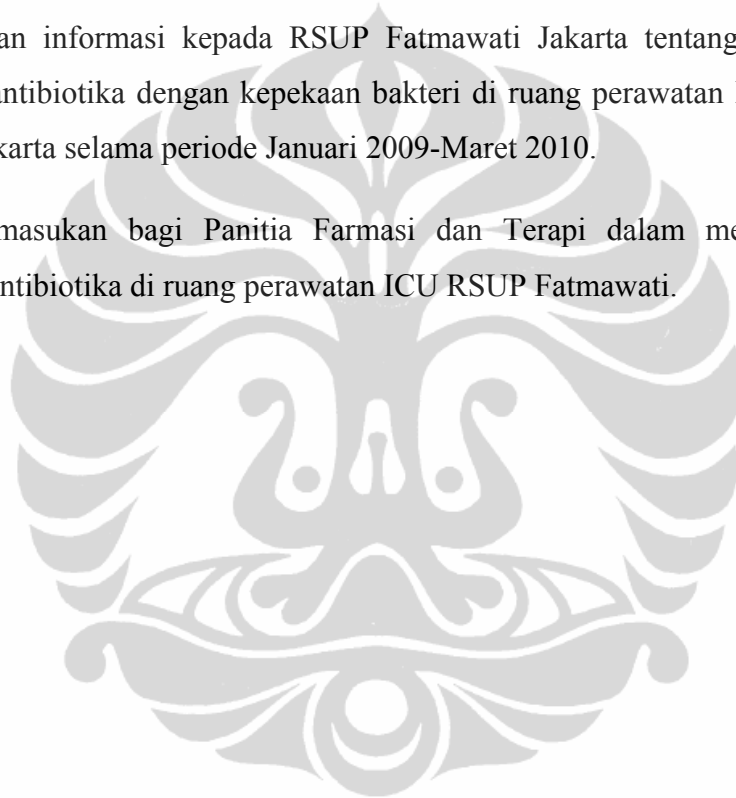 an informasi kepada RSUP Fatmawati Jakarta tentang
antibiotika dengan kepekaan bakteri di ruang perawatan
karta selama periode Januari 2009-Maret 2010.
masukan bagi Panitia Farmasi dan Terapi dalam me
ntibiotika di ruang perawatan ICU RSUP Fatmawati.